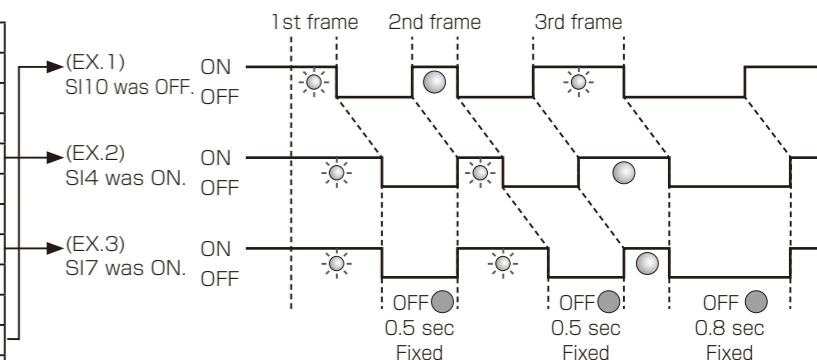 1st frame 2nd frame 3rd frame
(EX.1) ON
SI10 was OFF. OFF
(EX.2) ON
SI4 was ON. OFF
(EX.3) ON
SI7 was ON. OFF
OFF OFF OFF
0.5 sec 0.5 sec 0.8 sec
Fixed Fixed Fixed